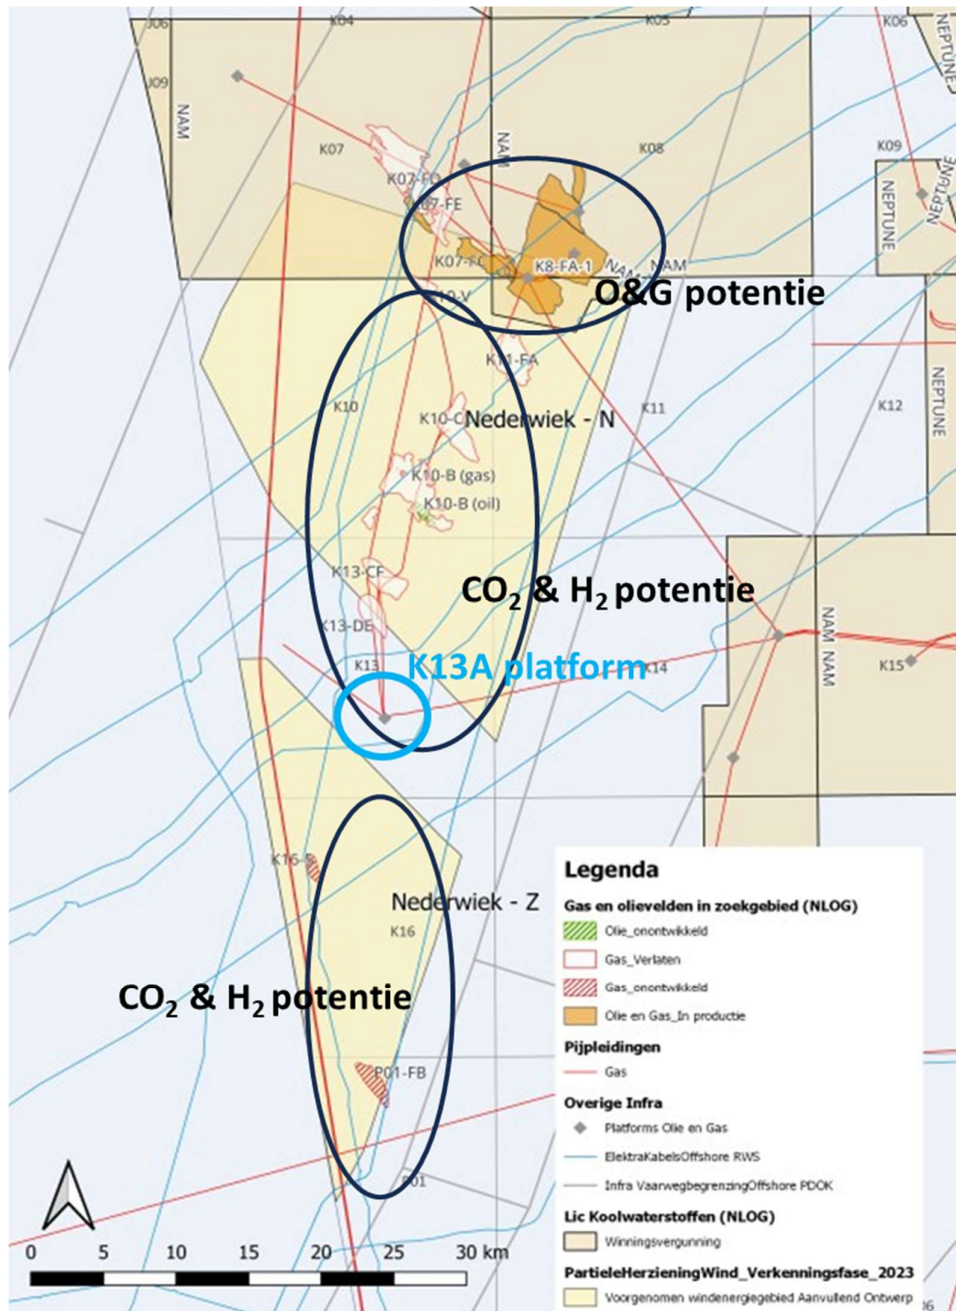 J06
K04
K05
K06
NEPTUNE
J09
NAM
K07
NAM
K08
K09
NEPTUNE
NEPTUNE
K07-FD
K07-FE
K07-FC
K8-FA-1
NAM
NAM
O&G potentie
K10-V
K11-FA
NEPTUNE
K10
K10-C
Nederwiek - N
K11
K12
K10-B (gas)
K10-B (oil)
K13-CF
CO₂ & H₂ potentie
K13-DE
NAM NAM
K13
K13A platform
K14
K15
K16-
Nederwiek - Z
K16
CO₂ & H₂ potentie
P01-FB
P01
0 5 10 15 20 25 30 km
Legenda
Gas en olievelden in zoekgebied (NLOG)
Olie_onontwikkeld
Gas_Verlaten
Gas_onontwikkeld
Olie en Gas_In productie
Pijpleidingen
Gas
Overige Infra
Platforms Olie en Gas
ElektraKabelsOffshore RWS
Infra VaarwegbegrenzingOffshore PDOK
Lic Koolwaterstoffen (NLOG)
Winningsvergunning
PartieleHerzieningWind_Verkenningsfase_2023
Voorgenomen windenergiegebied Aanvullend Ontwerp